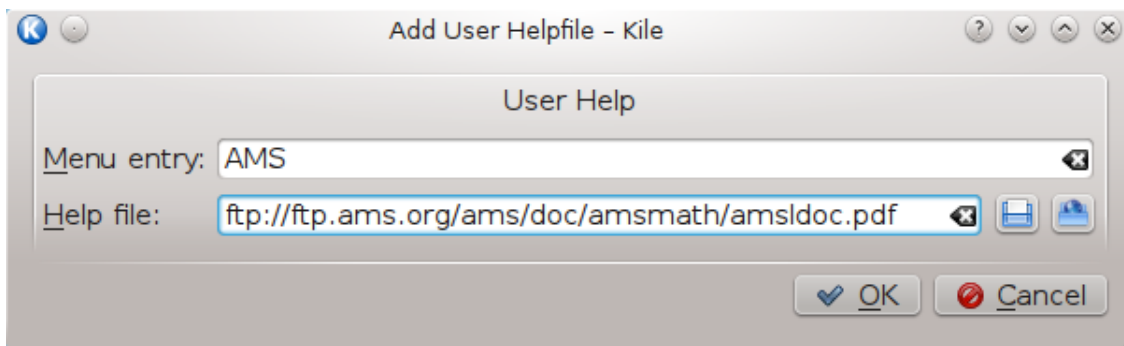 Add User Helpfile – Kile
User Help
Menu entry: AMS
Help file: ftp://ftp.ams.org/ams/doc/amsmath/amsldoc.pdf
OK Cancel